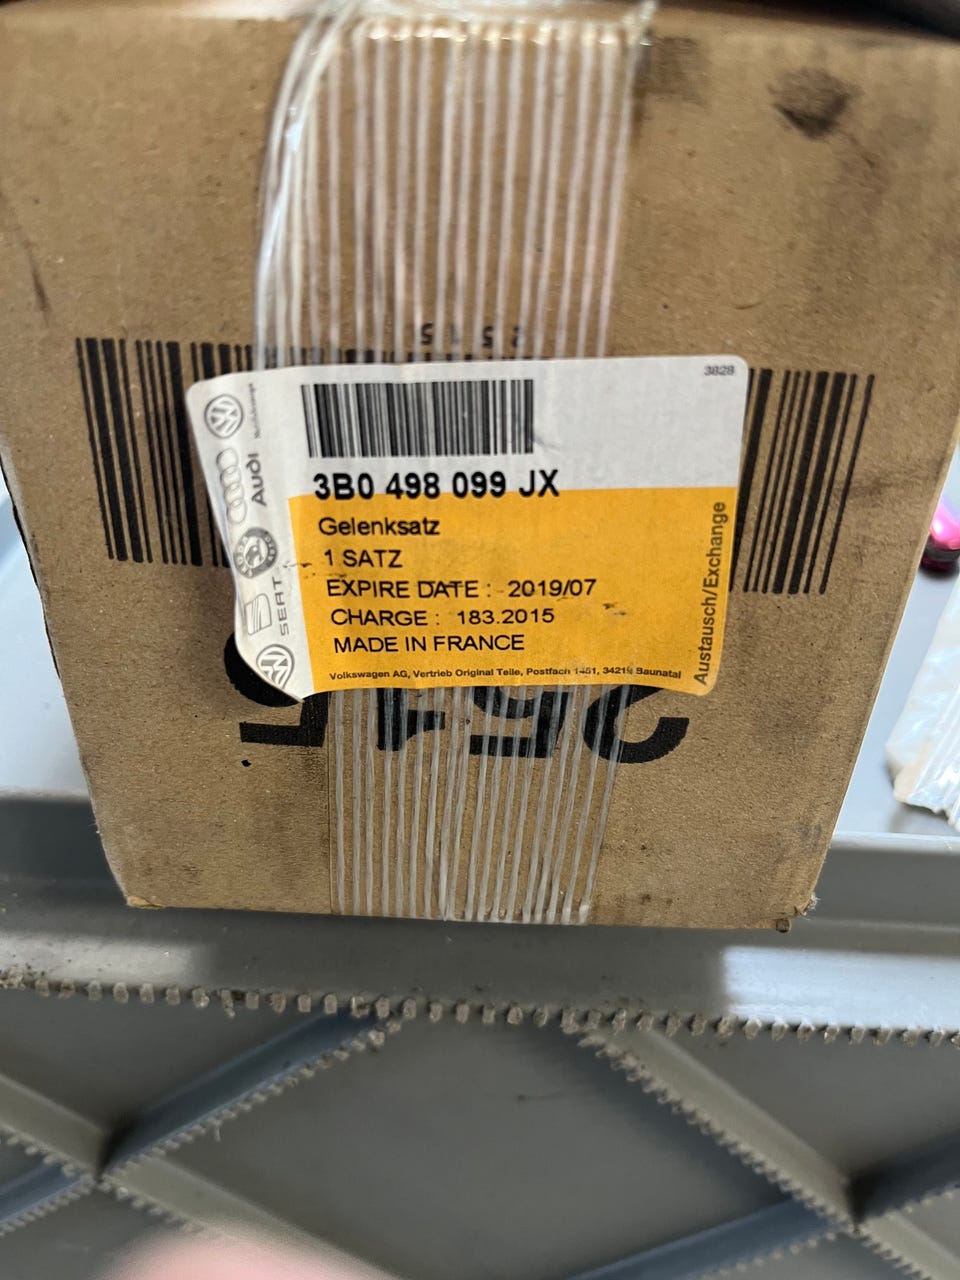 3828
3B0 498 099 JX
Gelenksatz
1 SATZ
EXPIRE DATE : 2019/07
CHARGE : 183.2015
MADE IN FRANCE
Volkswagen AG, Vertrieb Original Teile, Postfach 1451, 34219 Baunatal
Austausch/Exchange
Audi
SEAT
2515